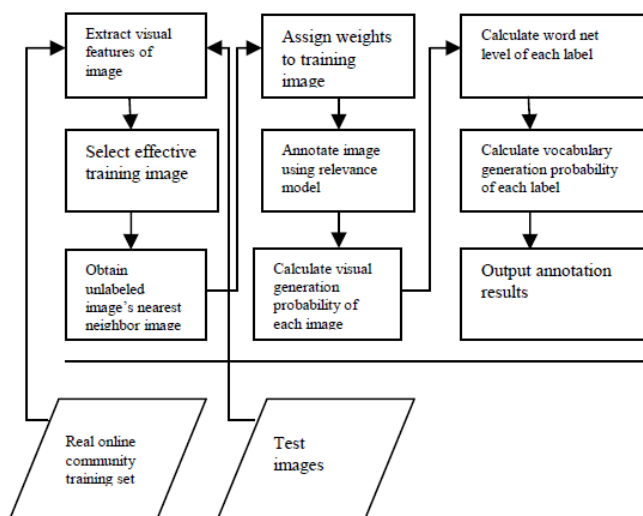 Extract visual
features of
image
Select effective
training image
Obtain
unlabeled
image's nearest
neighbor image
Assign weights
to training
image
Annotate image
using relevance
model
Calculate visual
generation
probability of
each image
Calculate word net
level of each label
Calculate vocabulary
generation probability
of each label
Output annotation
results
Real online
community
training set
Test
images